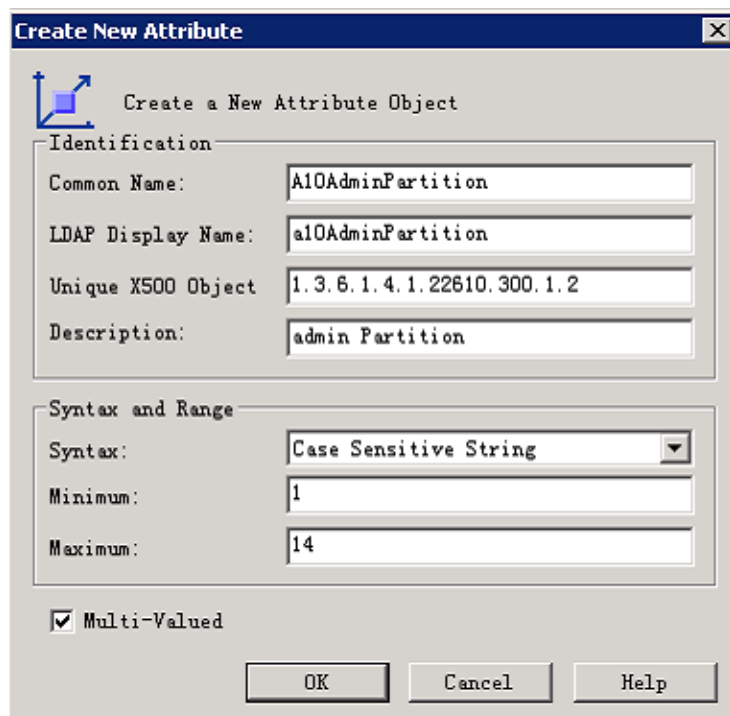 Create New Attribute
Create a New Attribute Object
Identification
Common Name: A10AdminPartition
LDAP Display Name: a10AdminPartition
Unique X500 Object 1.3.6.1.4.1.22610.300.1.2
Description: admin Partition
Syntax and Range
Syntax: Case Sensitive String
Minimum: 1
Maximum: 14
Multi-Valued
OK Cancel Help